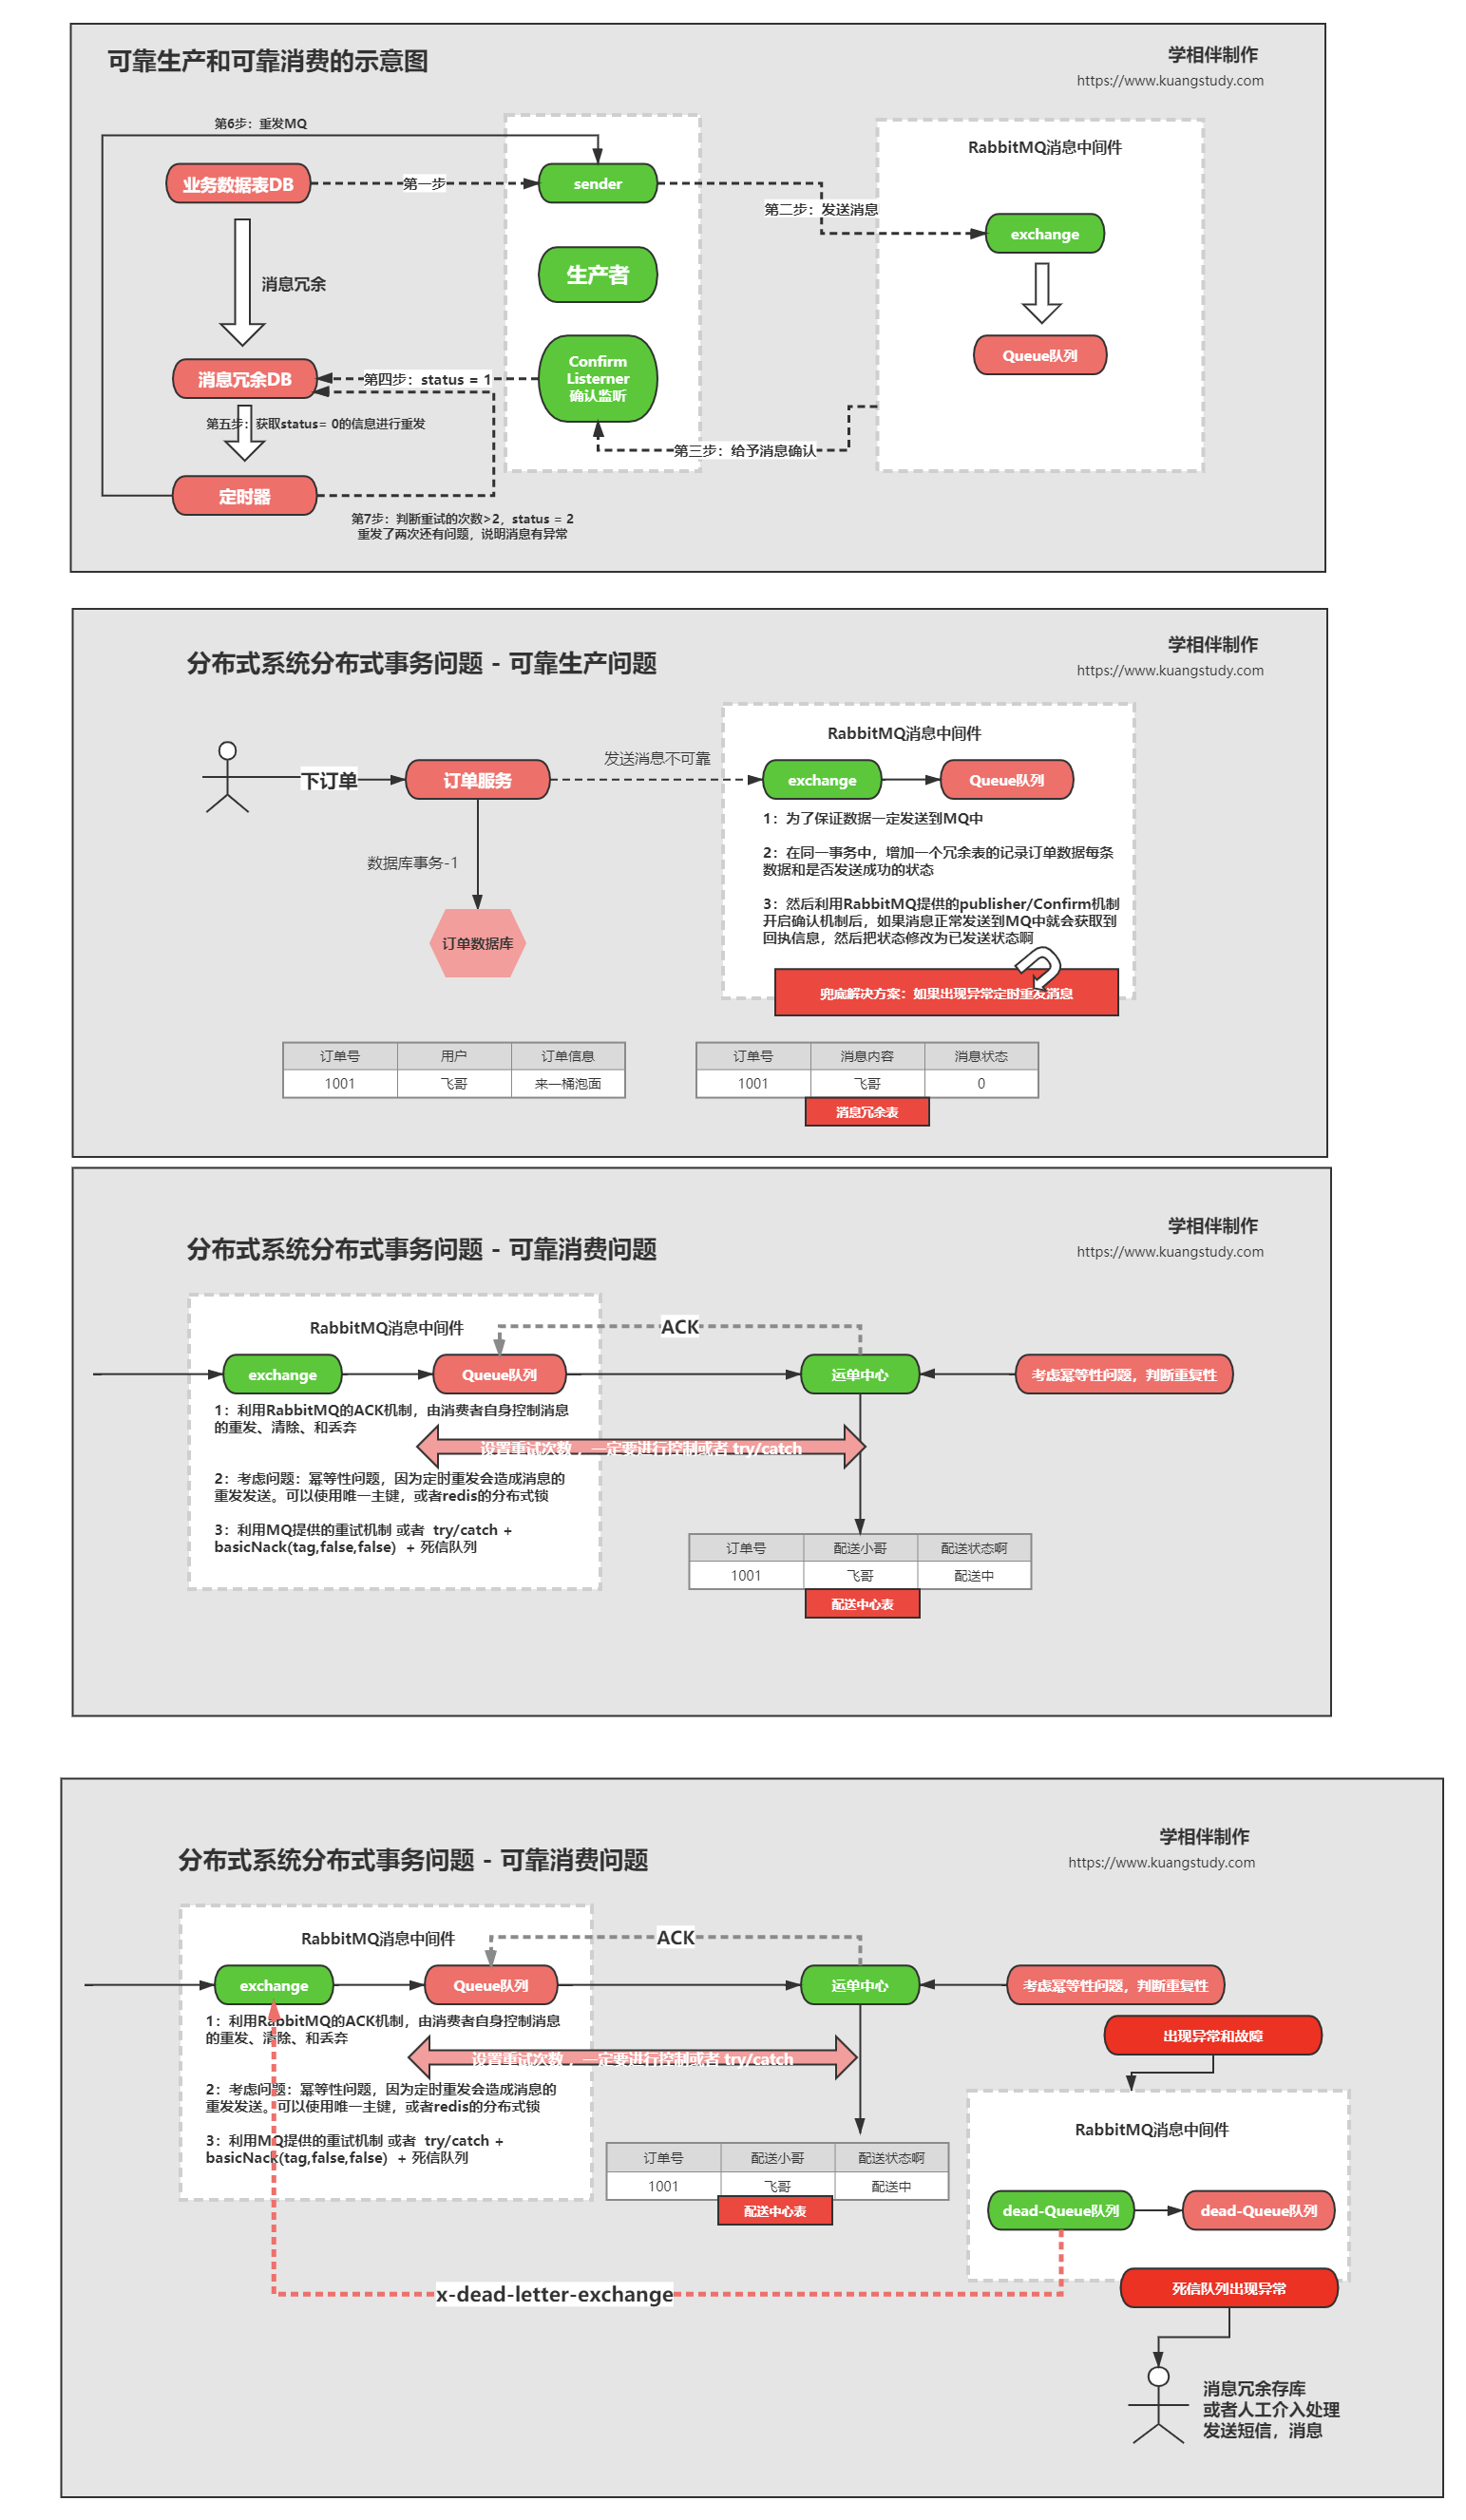 可靠生产和可靠消费的示意图
学相伴制作
https://www.kuangstudy.com
第6步：重发MQ
RabbitMQ消息中间件
业务数据表DB
第一步
sender
第二步：发送消息
exchange
生产者
消息冗余
Queue队列
消息冗余DB
第四步：status = 1
Confirm
Listerner
确认监听
第五步：获取status= 0的信息进行重发
第三步：给予消息确认
定时器
第7步：判断重试的次数>2，status = 2
重发了两次还有问题，说明消息有异常
分布式系统分布式事务问题 - 可靠生产问题
学相伴制作
https://www.kuangstudy.com
RabbitMQ消息中间件
下订单
订单服务
发送消息不可靠
exchange
Queue队列
1：为了保证数据一定发送到MQ中
2：在同一事务中，增加一个冗余表的记录订单数据每条
数据和是否发送成功的状态
3：然后利用RabbitMQ提供的publisher/Confirm机制
开启确认机制后，如果消息正常发送到MQ中就会获取到
回执信息，然后把状态修改为已发送状态啊
数据库事务-1
订单数据库
兜底解决方案：如果出现异常定时重发消息
订单号 用户 订单信息
1001 飞哥 来一桶泡面
订单号 消息内容 消息状态
1001 飞哥 0
消息冗余表
分布式系统分布式事务问题 - 可靠消费问题
学相伴制作
https://www.kuangstudy.com
RabbitMQ消息中间件
ACK
exchange
Queue队列
运单中心
考虑幂等性问题，判断重复性
1：利用RabbitMQ的ACK机制，由消费者自身控制消息
的重发、清除、和丢弃
设置重试次数 ，一定要进行控制或者 try/catch
2：考虑问题：幂等性问题，因为定时重发会造成消息的
重发发送。可以使用唯一主键，或者redis的分布式锁
3：利用MQ提供的重试机制 或者 try/catch +
basicNack(tag,false,false) + 死信队列
订单号 配送小哥 配送状态啊
1001 飞哥 配送中
配送中心表
分布式系统分布式事务问题 - 可靠消费问题
学相伴制作
https://www.kuangstudy.com
RabbitMQ消息中间件
ACK
exchange
Queue队列
运单中心
考虑幂等性问题，判断重复性
1：利用RabbitMQ的ACK机制，由消费者自身控制消息
的重发、清除、和丢弃
出现异常和故障
设置重试次数 ，一定要进行控制或者 try/catch
2：考虑问题：幂等性问题，因为定时重发会造成消息的
重发发送。可以使用唯一主键，或者redis的分布式锁
3：利用MQ提供的重试机制 或者 try/catch +
basicNack(tag,false,false) + 死信队列
RabbitMQ消息中间件
订单号 配送小哥 配送状态啊
1001 飞哥 配送中
配送中心表
dead-Queue队列
dead-Queue队列
x-dead-letter-exchange
死信队列出现异常
消息冗余存库
或者人工介入处理
发送短信，消息